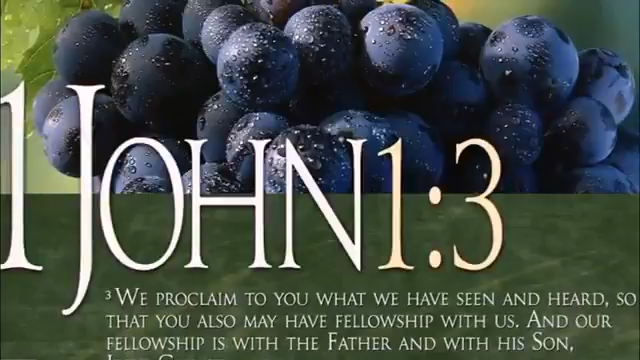 1 JOHN 1:3
3 WE PROCLAIM TO YOU WHAT WE HAVE SEEN AND HEARD, SO
THAT YOU ALSO MAY HAVE FELLOWSHIP WITH US. AND OUR
FELLOWSHIP IS WITH THE FATHER AND WITH HIS SON,